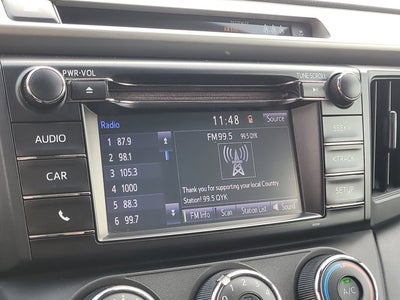 PWR•VOL
TUNE•SCROLL
AUDIO
CAR
SEEK
TRACK
SETUP
Radio
11:48
Source
1 87.9
2 98.1
3 105.3
4 1000
5 88.3
6 99.7
FM 99.5 99.5 QYK
Thank you for supporting your local Country
Station! 99.5 QYK
FM Info
Scan
Station List
Sound
A/C